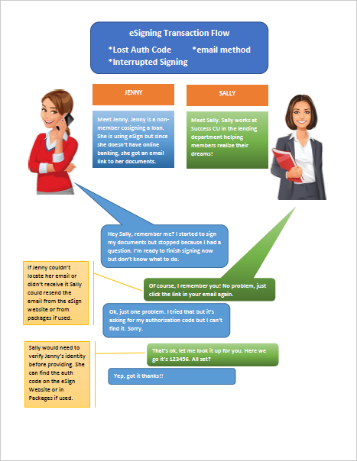 eSigning Transaction Flow
*Lost Auth Code *email method
*Interrupted Signing
JENNY
SALLY
Meet Jenny. Jenny is a non-
member cosigning a loan.
She is using eSign but since
she doesn't have online
banking, she got an email
link to her documents.
Meet Sally. Sally works at
Success CU in the lending
department helping
members realize their
dreams!
Hey Sally, remember me? I started to sign
my documents but stopped because I had a
question. I'm ready to finish signing now
but don't know what to do.
If Jenny couldn't
locate her email or
didn't receive it Sally
could resend the
email from the eSign
website or from
packages if used.
Of course, I remember you! No problem, just
click the link in your email again.
Ok, just one problem. I tried that but it's
asking for my authorisation code but I can't
find it. Sorry.
Sally would need to
verify Jenny's identity
before providing. She
can find the auth
code on the eSign
Website or in
Packages if used.
That's ok, let me look it up for you. Here we
go it's 123456. All set?
Yep, got it thanks!!